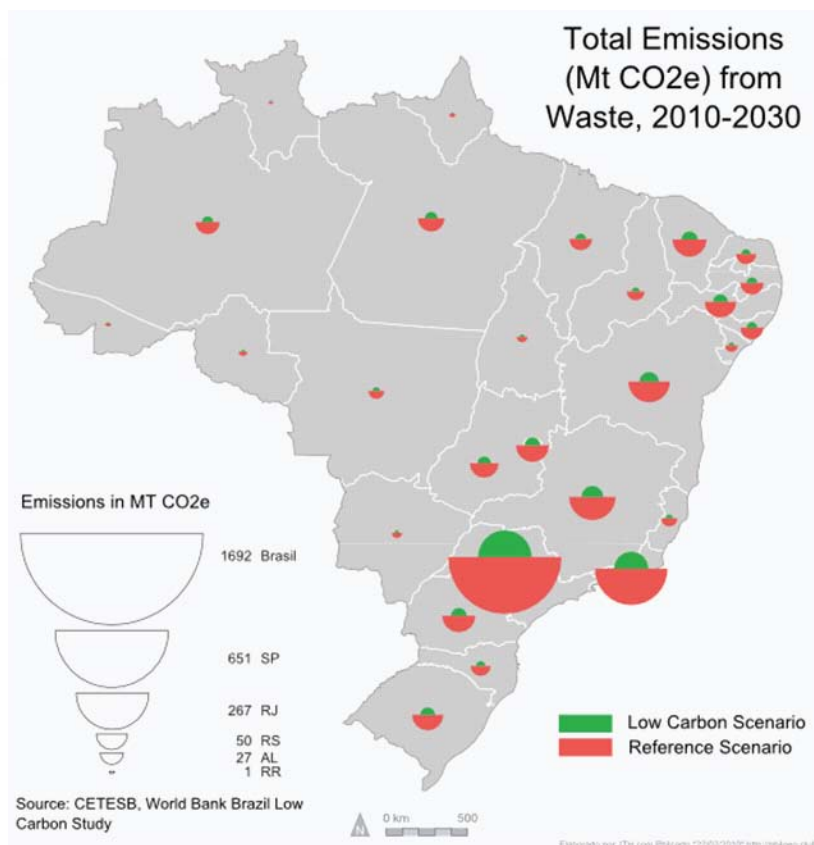 Total Emissions
(Mt CO2e) from
Waste, 2010-2030
Emissions in MT CO2e
1692 Brasil
651 SP
267 RJ
50 RS
27 AL
1 RR
Low Carbon Scenario
Reference Scenario
Source: CETESB, World Bank Brazil Low
Carbon Study
N
0 km 500